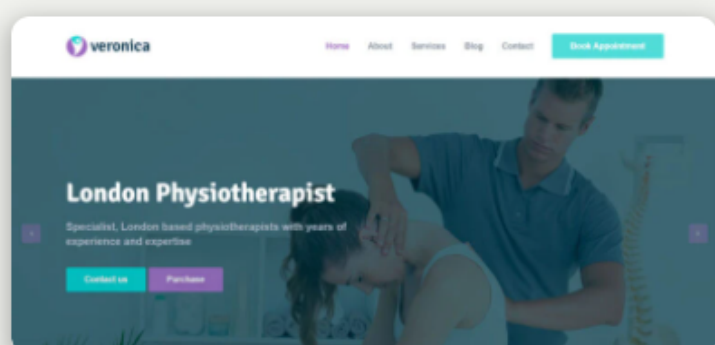 veronica
Home About Services Blog Contact Book Appointment
London Physiotherapist
Specialist, London based physiotherapists with years of
experience and expertise
Contact us Purchase